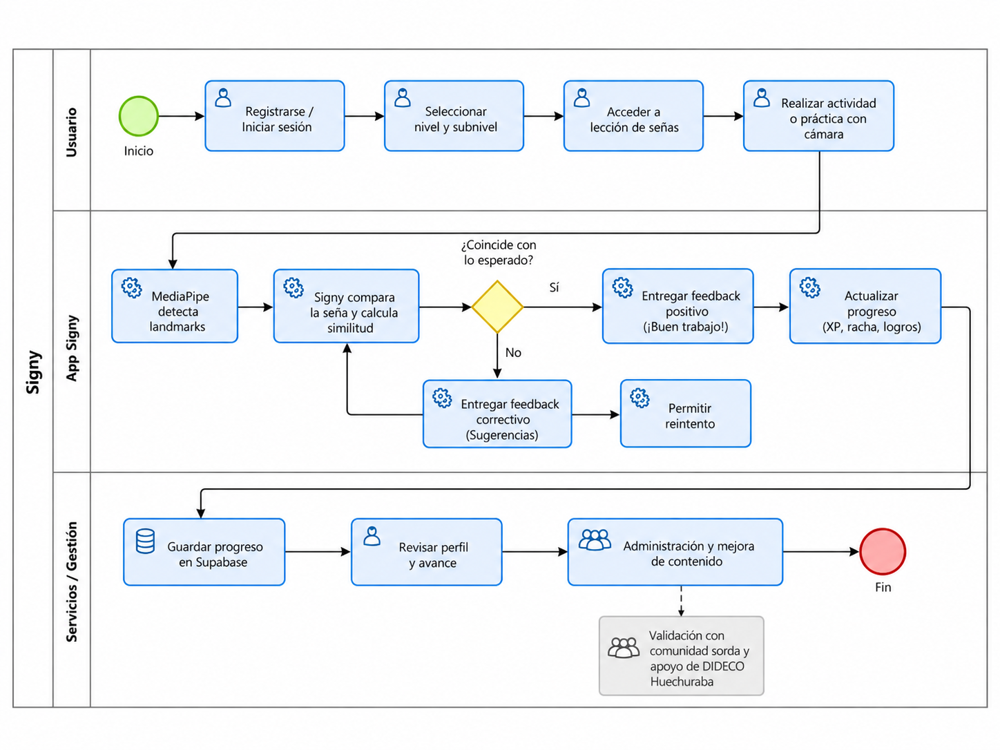 Signy
Usuario
Inicio
Registrarse /
Iniciar sesión
Seleccionar
nivel y subnivel
Acceder a
lección de señas
Realizar actividad
o práctica con
cámara
App Signy
MediaPipe
detecta
landmarks
Signy compara
la seña y calcula
similitud
¿Coincide con
lo esperado?
Sí
No
Entregar feedback
positivo
(¡Buen trabajo!)
Actualizar
progreso
(XP, racha, logros)
Entregar feedback
correctivo
(Sugerencias)
Permitir
reintento
Servicios / Gestión
Guardar progreso
en Supabase
Revisar perfil
y avance
Administración y mejora
de contenido
Fin
Validación con
comunidad sorda y
apoyo de DIDECO
Huechuraba